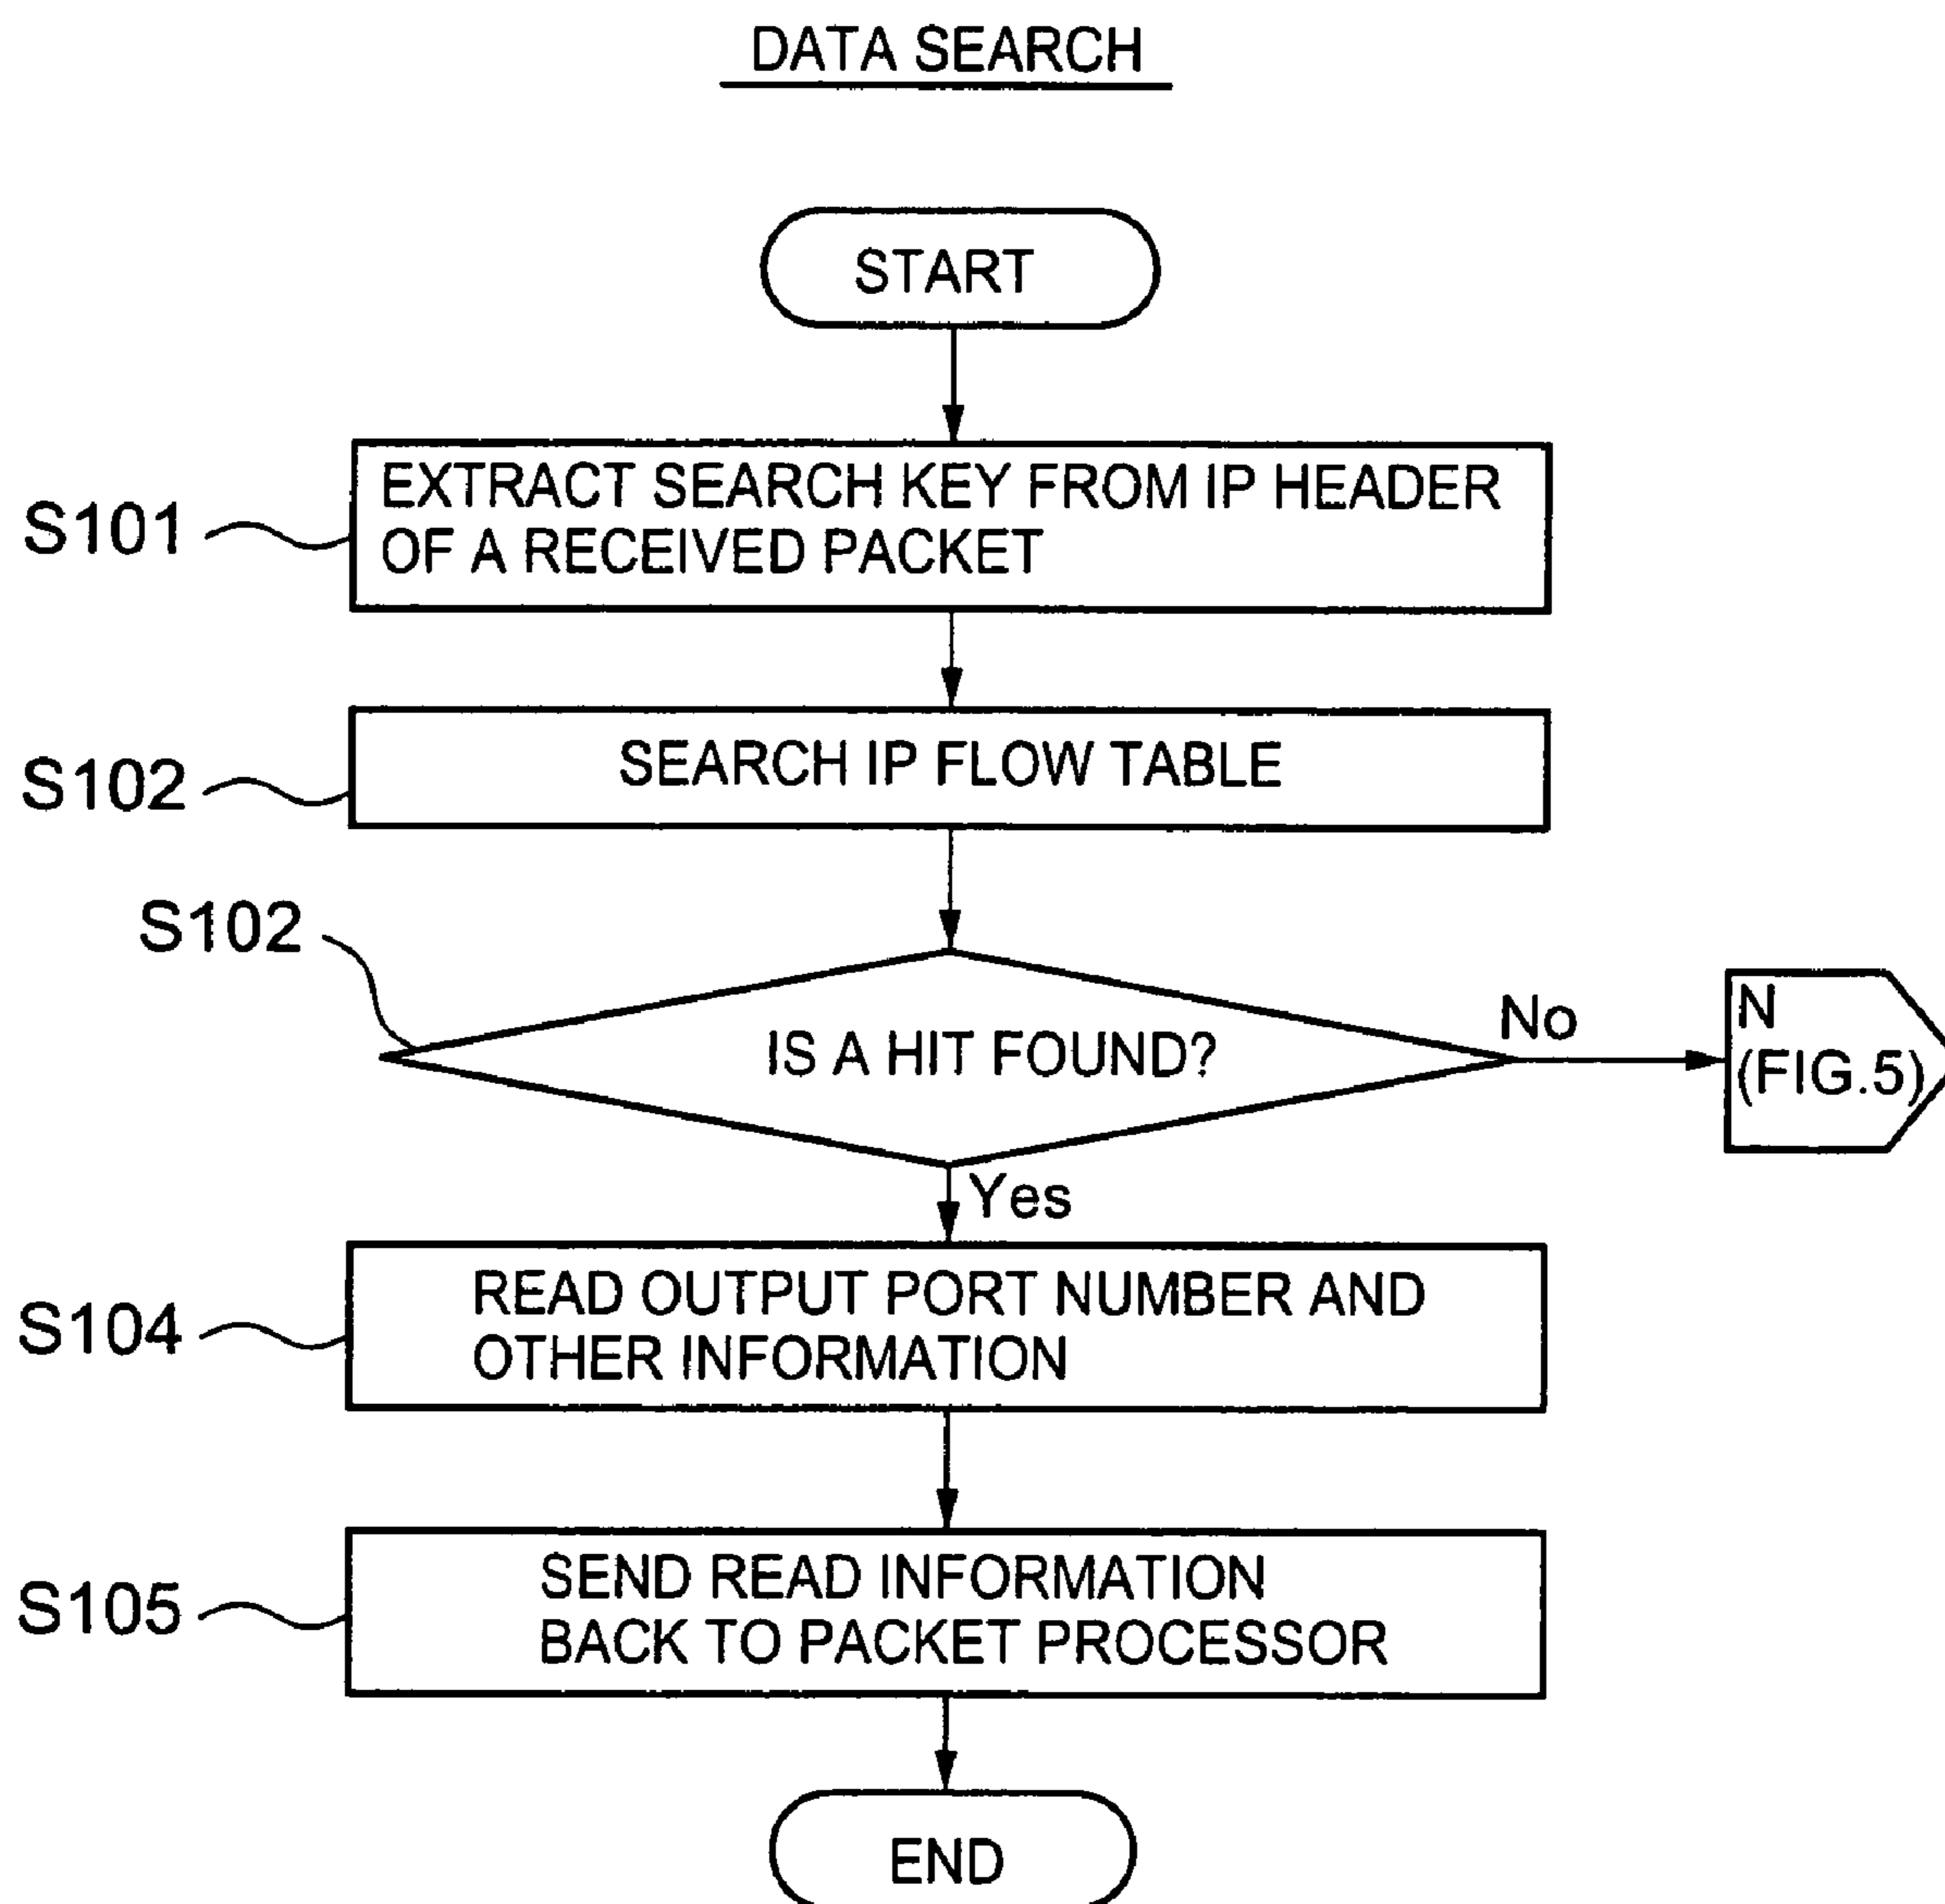 DATA SEARCH
START
S101
EXTRACT SEARCH KEY FROM IP HEADER
OF A RECEIVED PACKET
S102
SEARCH IP FLOW TABLE
S102
IS A HIT FOUND?
No
N
(FIG.5)
Yes
S104
READ OUTPUT PORT NUMBER AND
OTHER INFORMATION
S105
SEND READ INFORMATION
BACK TO PACKET PROCESSOR
END